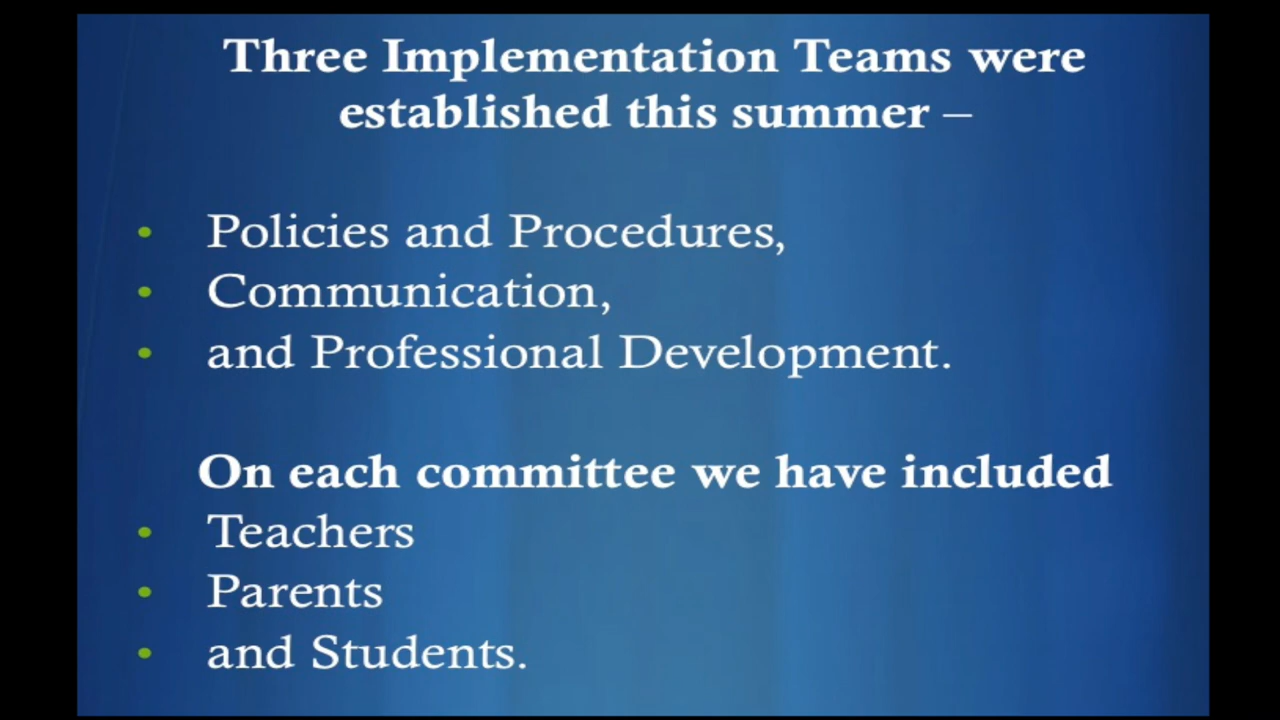 Three Implementation Teams were
established this summer –
• Policies and Procedures,
• Communication,
• and Professional Development.
On each committee we have included
• Teachers
• Parents
• and Students.